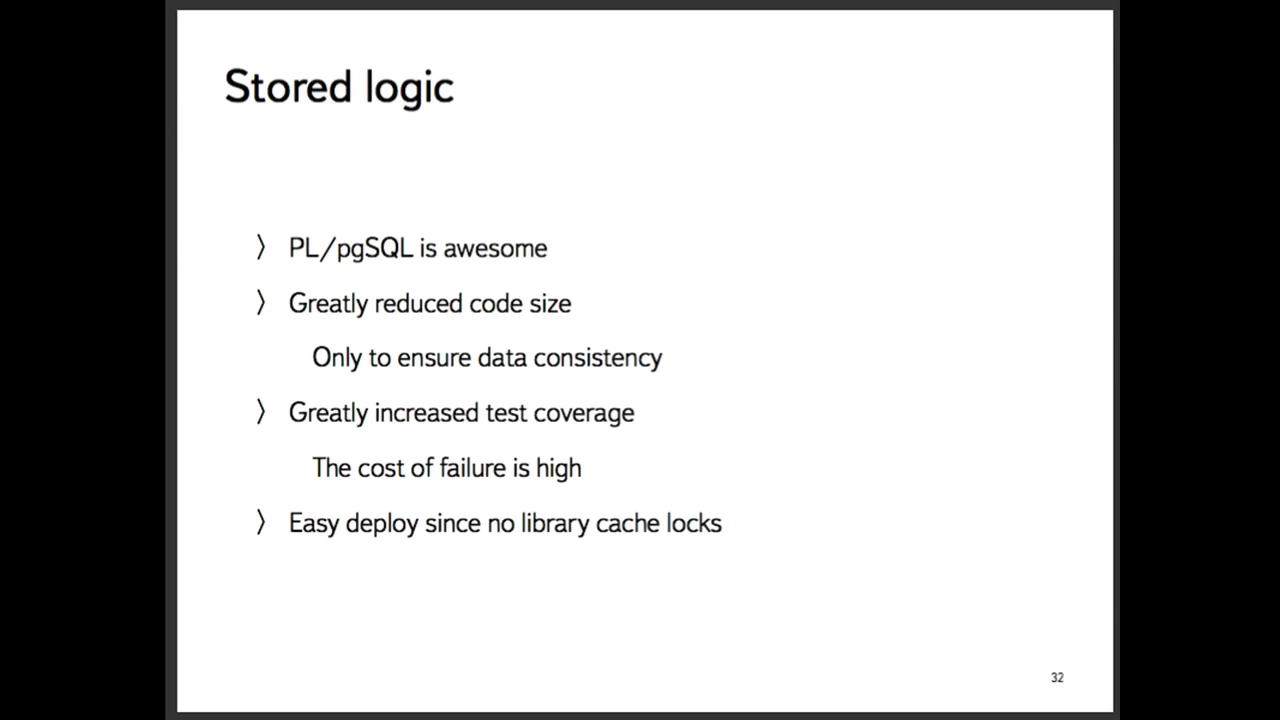 Stored logic
〉 PL/pgSQL is awesome
〉 Greatly reduced code size
Only to ensure data consistency
〉 Greatly increased test coverage
The cost of failure is high
〉 Easy deploy since no library cache locks
32